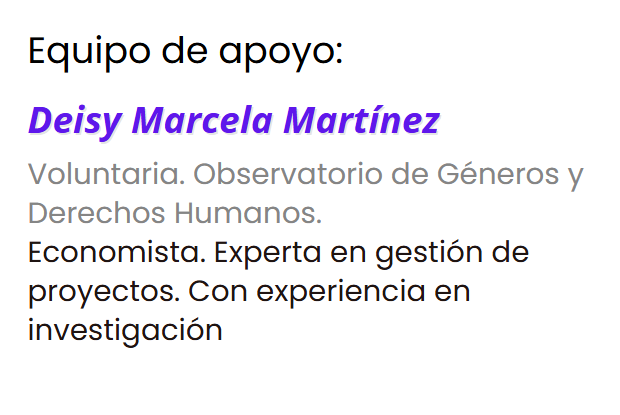 Equipo de apoyo:
Deisy Marcela Martínez
Voluntaria. Observatorio de Géneros y
Derechos Humanos.
Economista. Experta en gestión de
proyectos. Con experiencia en
investigación